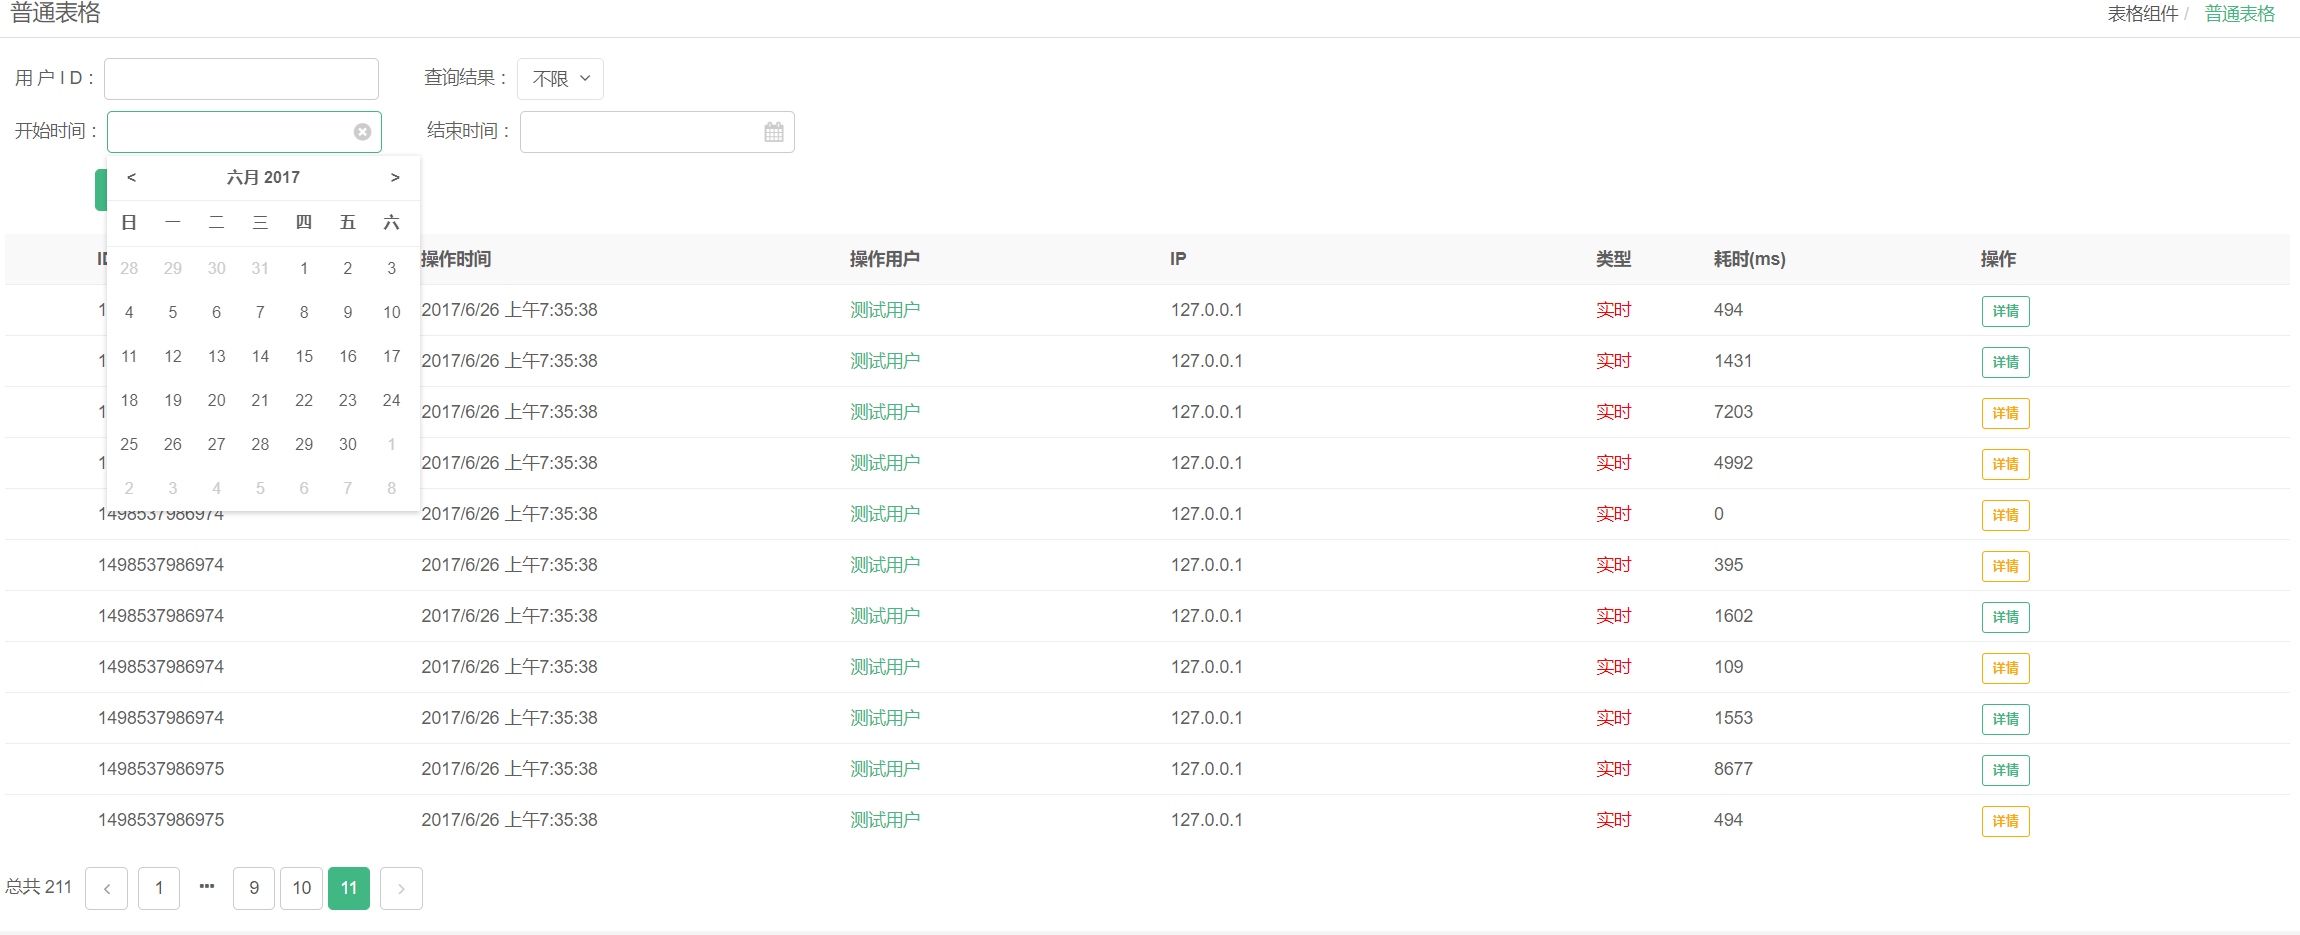 普通表格
表格组件 / 普通表格
用 户 I D：
查询结果： 不限
开始时间：
结束时间：
< 六月 2017 >
日 一 二 三 四 五 六
28 29 30 31 1 2 3
4 5 6 7 8 9 10
11 12 13 14 15 16 17
18 19 20 21 22 23 24
25 26 27 28 29 30 1
2 3 4 5 6 7 8
操作时间 操作用户 IP 类型 耗时(ms) 操作
2017/6/26 上午7:35:38 测试用户 127.0.0.1 实时 494 详情
2017/6/26 上午7:35:38 测试用户 127.0.0.1 实时 1431 详情
2017/6/26 上午7:35:38 测试用户 127.0.0.1 实时 7203 详情
2017/6/26 上午7:35:38 测试用户 127.0.0.1 实时 4992 详情
1498537986974 2017/6/26 上午7:35:38 测试用户 127.0.0.1 实时 0 详情
1498537986974 2017/6/26 上午7:35:38 测试用户 127.0.0.1 实时 395 详情
1498537986974 2017/6/26 上午7:35:38 测试用户 127.0.0.1 实时 1602 详情
1498537986974 2017/6/26 上午7:35:38 测试用户 127.0.0.1 实时 109 详情
1498537986974 2017/6/26 上午7:35:38 测试用户 127.0.0.1 实时 1553 详情
1498537986975 2017/6/26 上午7:35:38 测试用户 127.0.0.1 实时 8677 详情
1498537986975 2017/6/26 上午7:35:38 测试用户 127.0.0.1 实时 494 详情
总共 211 < 1 ••• 9 10 11 >